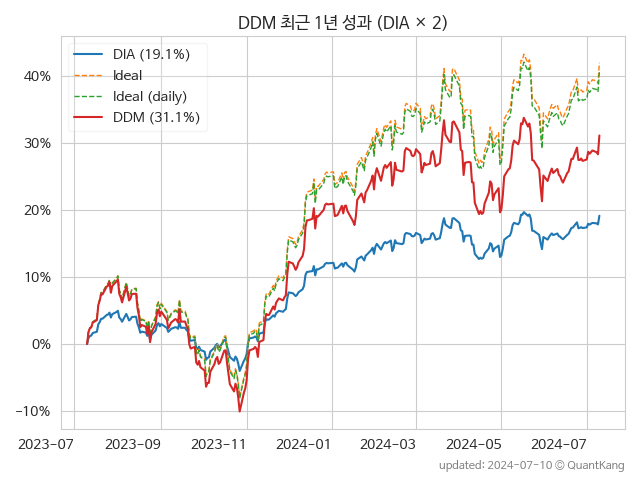 DDM 최근 1년 성과 (DIA × 2)
DIA (19.1%)
Ideal
Ideal (daily)
DDM (31.1%)
40%
30%
20%
10%
0%
−10%
2023-07 2023-09 2023-11 2024-01 2024-03 2024-05 2024-07
updated: 2024-07-10 © QuantKang